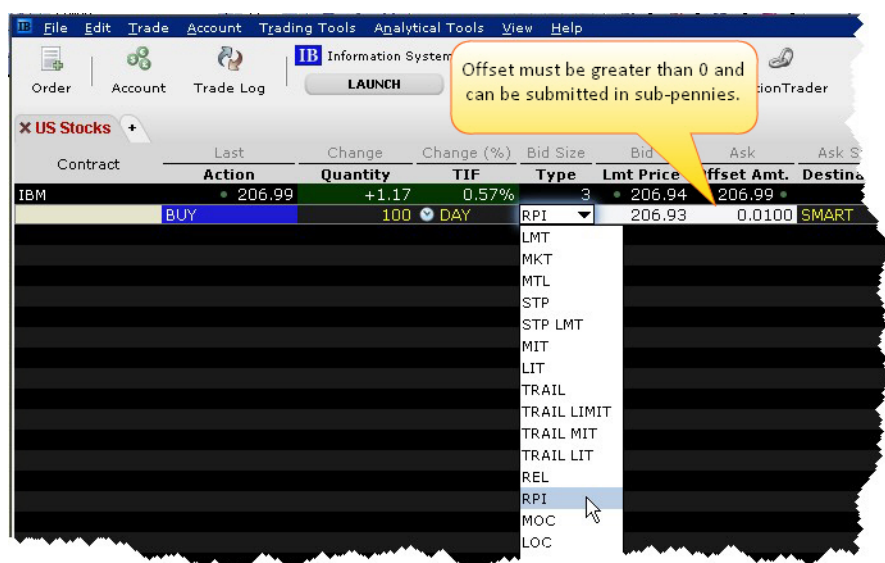 File Edit Trade Account Trading Tools Analytical Tools View Help
IB Information System
Order Account Trade Log LAUNCH
Offset must be greater than 0 and
can be submitted in sub-pennies.
US Stocks +
Contract Last Change Change (%) Bid Size Bid Ask
Action Quantity TIF Type Lmt Price Offset Amt.
IBM 206.99 +1.17 0.57% 3 206.94 206.99
BUY 100 DAY RPI 206.93 0.0100 SMART
LMT
MKT
MTL
STP
STP LMT
MIT
LIT
TRAIL
TRAIL LIMIT
TRAIL MIT
TRAIL LIT
REL
RPI
MOC
LOC